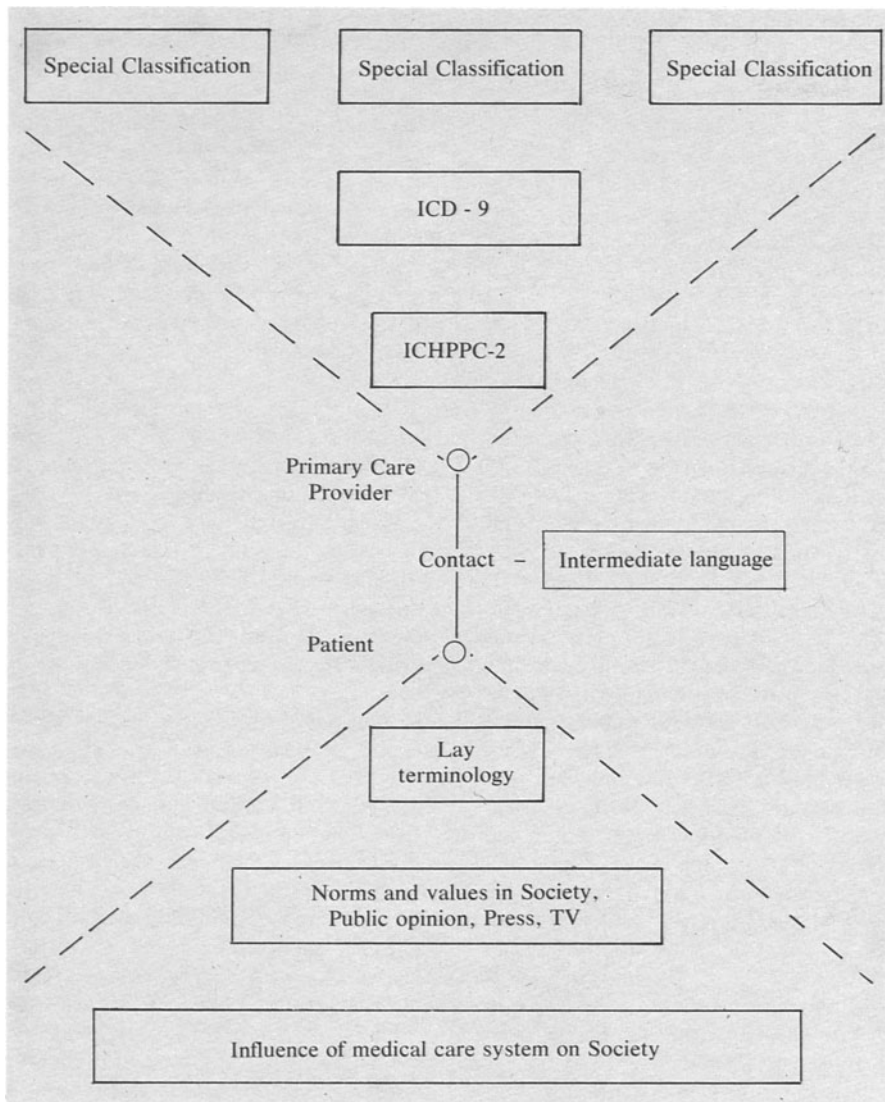 Special Classification
Special Classification
Special Classification
ICD - 9
ICHPPC-2
Primary Care
Provider
Contact – Intermediate language
Patient
Lay
terminology
Norms and values in Society,
Public opinion, Press, TV
Influence of medical care system on Society